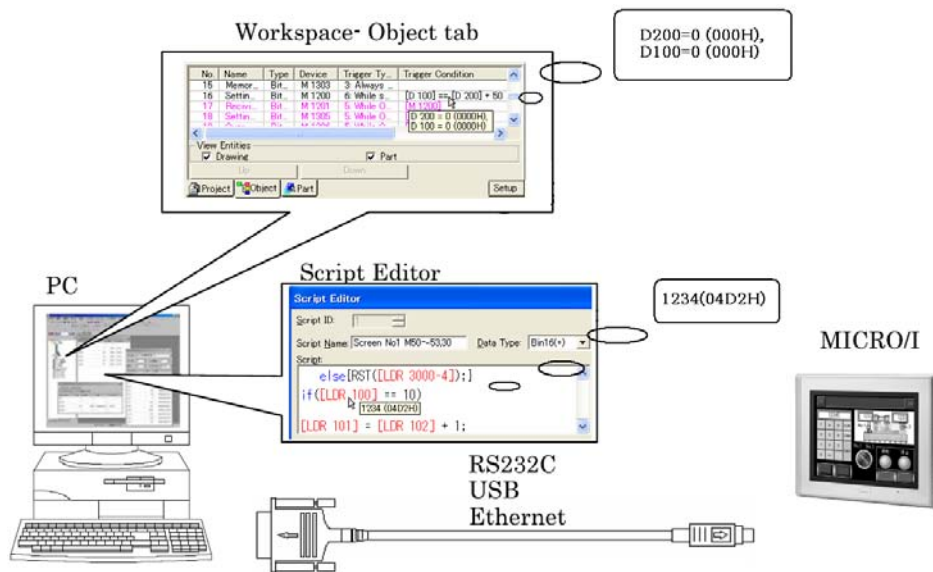 Workspace- Object tab
D200=0 (000H),
D100=0 (000H)
No. Name Type Device Trigger Ty... Trigger Condition
15 Memor... Bit... M 1303 3: Always ...
16 Settin... Bit... M 1200 6: While s... [D 100] == [D 200] + 50
17 Recwi... Bit... M 1201 5: While O... [M 1200]
18 Settin... Bit... M 1305 5: While O...
D 200 = 0 (0000H),
D 100 = 0 (0000H)
View Entities
Drawing Part
Up Down
Project Object Part Setup
PC
Script Editor
Script Editor
Script ID: 1
Script Name: Screen No1 M50~53,30 Data Type: Bin16(+)
Script:
else[RST([LDR 3000-4]);]
if([LDR 100] == 10)
1234 (04D2H)
[LDR 101] = [LDR 102] + 1;
1234(04D2H)
MICRO/I
RS232C
USB
Ethernet